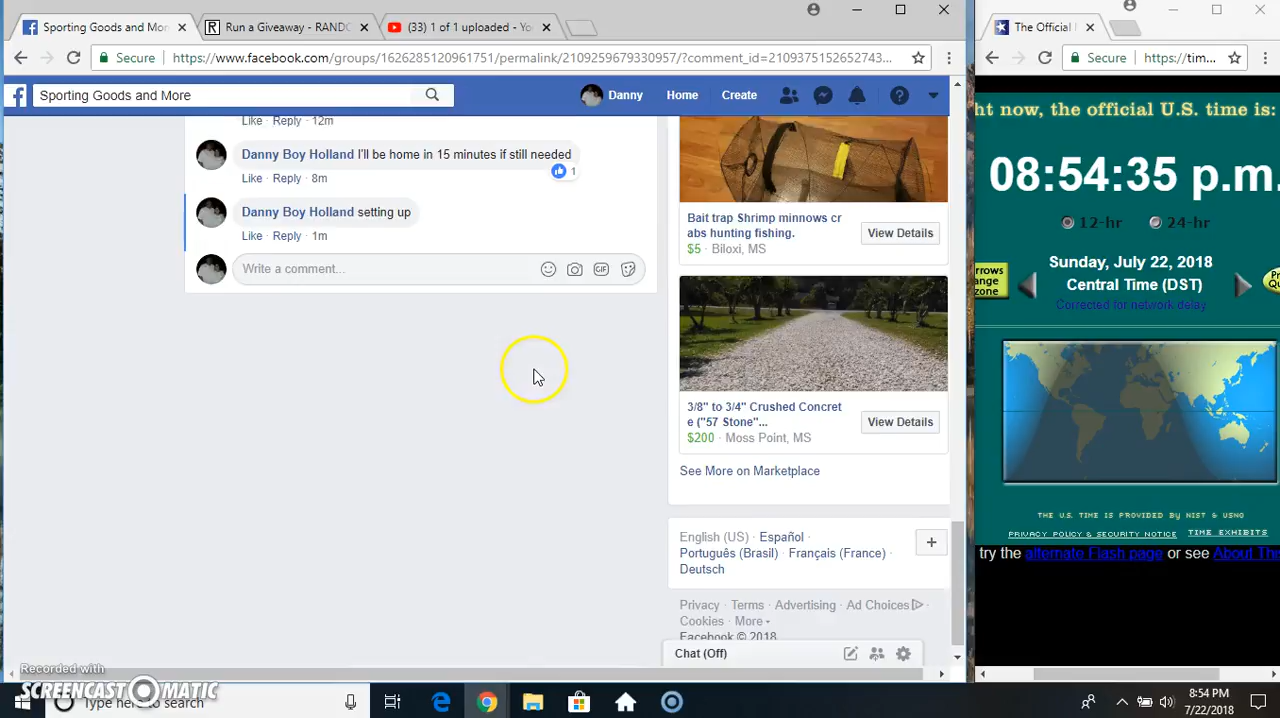 Sporting Goods and Mor
Run a Giveaway - RANDO
(33) 1 of 1 uploaded - Yo
Secure
https://www.facebook.com/groups/1626285120961751/permalink/2109259679330957/?comment_id=2109375152652743...
Sporting Goods and More
Danny
Home
Create
Like · Reply · 12m
Danny Boy Holland I'll be home in 15 minutes if still needed
1
Like · Reply · 8m
Danny Boy Holland setting up
Like · Reply · 1m
Write a comment...
GIF
Bait trap Shrimp minnows cr
abs hunting fishing.
$5 · Biloxi, MS
View Details
3/8" to 3/4" Crushed Concret
e ("57 Stone"...
$200 · Moss Point, MS
View Details
See More on Marketplace
English (US) · Español ·
Português (Brasil) · Français (France) ·
Deutsch
Privacy · Terms · Advertising · Ad Choices ·
Cookies · More
Facebook © 2018
Chat (Off)
The Official
Secure
https://tim...
ht now, the official U.S. time is:
08:54:35 p.m.
12-hr
24-hr
Sunday, July 22, 2018
Central Time (DST)
Corrected for network delay
THE U.S. TIME IS PROVIDED by NIST & USNO
PRIVACY POLICY & SECURITY NOTICE
TIME EXHIBITS
try the alternate Flash page or see About The
Recorded with
SCREENCAST-O-MATIC
Type here to search
8:54 PM
7/22/2018